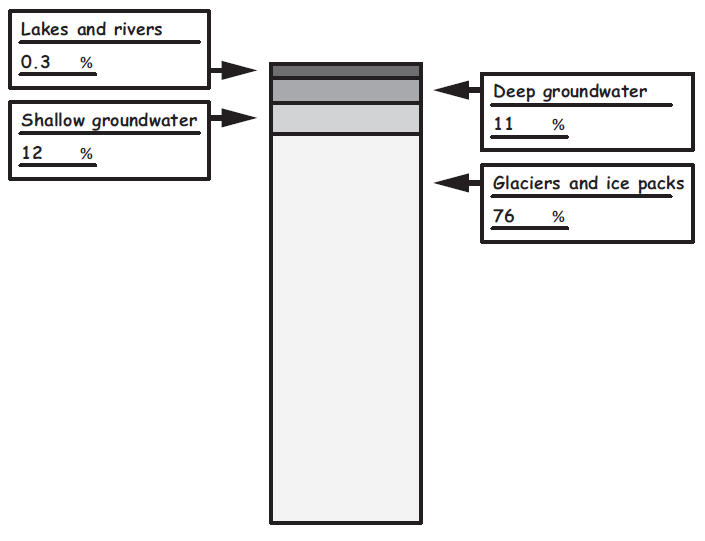 Lakes and rivers
0.3 %
Shallow groundwater
12 %
Deep groundwater
11 %
Glaciers and ice packs
76 %